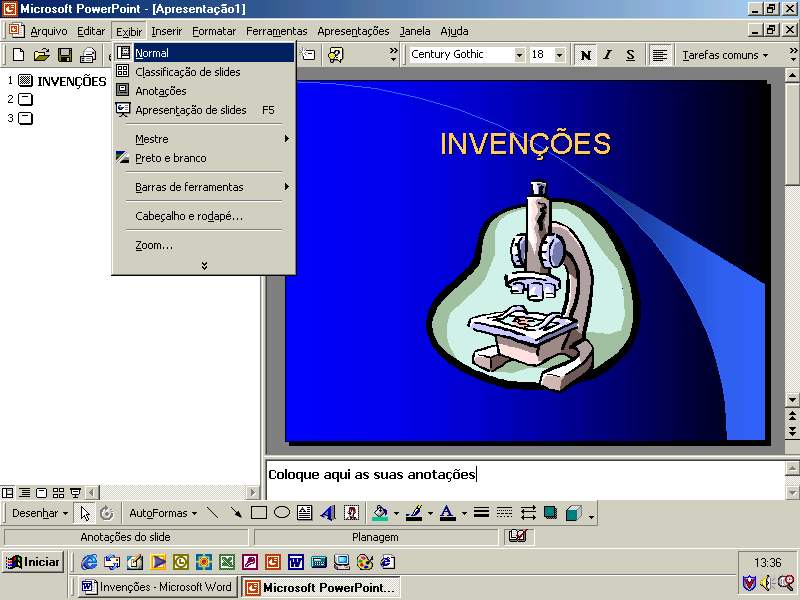 Microsoft PowerPoint - [Apresentação1]
Arquivo Editar Exibir Inserir Formatar Ferramentas Apresentações Janela Ajuda
Century Gothic 18 N I S Tarefas comuns
1 INVENÇÕES
2
3
Normal
Classificação de slides
Anotações
Apresentação de slides F5
Mestre
Preto e branco
Barras de ferramentas
Cabeçalho e rodapé...
Zoom...
INVENÇÕES
Coloque aqui as suas anotações
Desenhar AutoFormas
Anotações do slide Planagem
Iniciar
13:36
Invenções - Microsoft Word Microsoft PowerPoint...